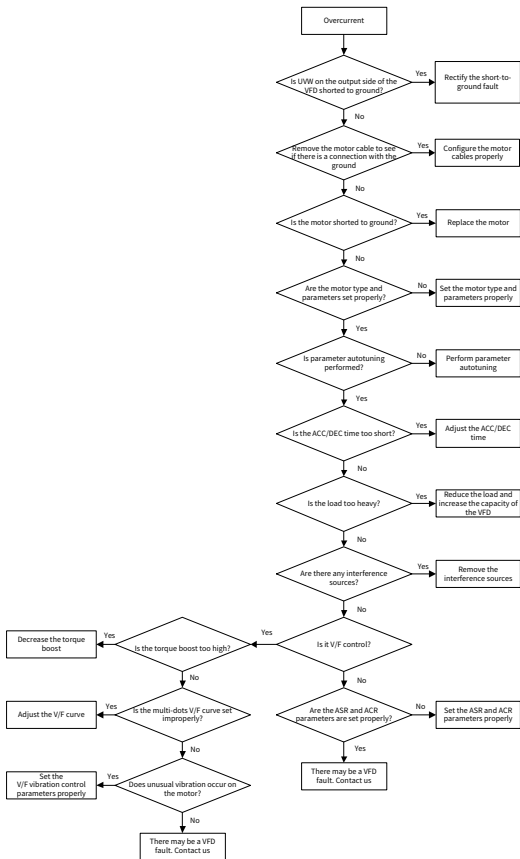 Overcurrent
Is UVW on the output side of the
VFD shorted to ground?
Yes
Rectify the short-to-
ground fault
No
Remove the motor cable to see
if there is a connection with the
ground
Yes
Configure the motor
cables properly
No
Is the motor shorted to ground?
Yes
Replace the motor
No
Are the motor type and
parameters set properly?
No
Set the motor type and
parameters properly
Yes
Is parameter autotuning
performed?
No
Perform parameter
autotuning
Yes
Is the ACC/DEC time too short?
Yes
Adjust the ACC/DEC
time
No
Is the load too heavy?
Yes
Reduce the load and
increase the capacity of
the VFD
No
Are there any interference
sources?
Yes
Remove the
interference sources
No
Is it V/F control?
Yes
Is the torque boost too high?
Yes
Decrease the torque
boost
No
Is the multi-dots V/F curve set
improperly?
Yes
Adjust the V/F curve
No
Does unusual vibration occur on
the motor?
Yes
Set the
V/F vibration control
parameters properly
No
There may be a VFD
fault. Contact us
No
Are the ASR and ACR
parameters are set properly?
No
Set the ASR and ACR
parameters properly
Yes
There may be a VFD
fault. Contact us